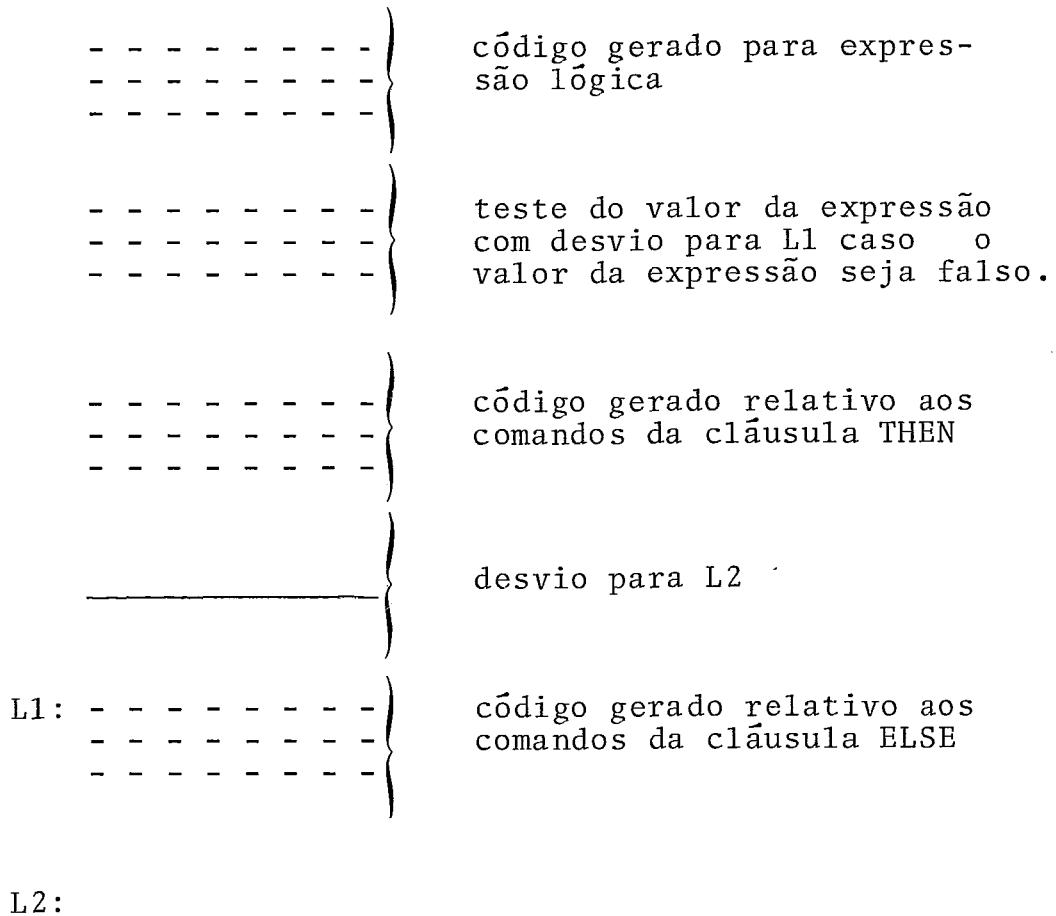 código gerado para expres-
são lógica
teste do valor da expressão
com desvio para L1 caso o
valor da expressão seja falso.
código gerado relativo aos
comandos da cláusula THEN
desvio para L2
L1:
código gerado relativo aos
comandos da cláusula ELSE
L2: